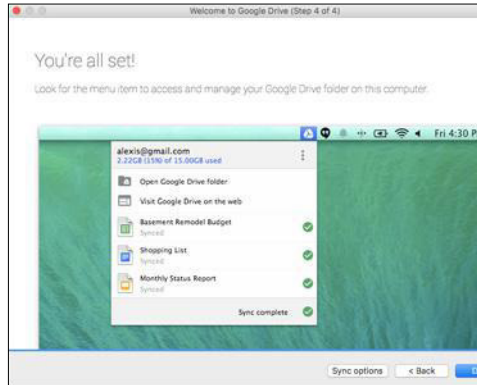 Welcome to Google Drive (Step 4 of 4)
You're all set!
Look for the menu item to access and manage your Google Drive folder on this computer.
Fri 4:30 P
alexis@gmail.com
2.22GB (15%) of 15.00GB used
Open Google Drive folder
Visit Google Drive on the web
Basement Remodel Budget
Synced
Shopping List
Synced
Monthly Status Report
Synced
Sync complete
Sync options < Back D